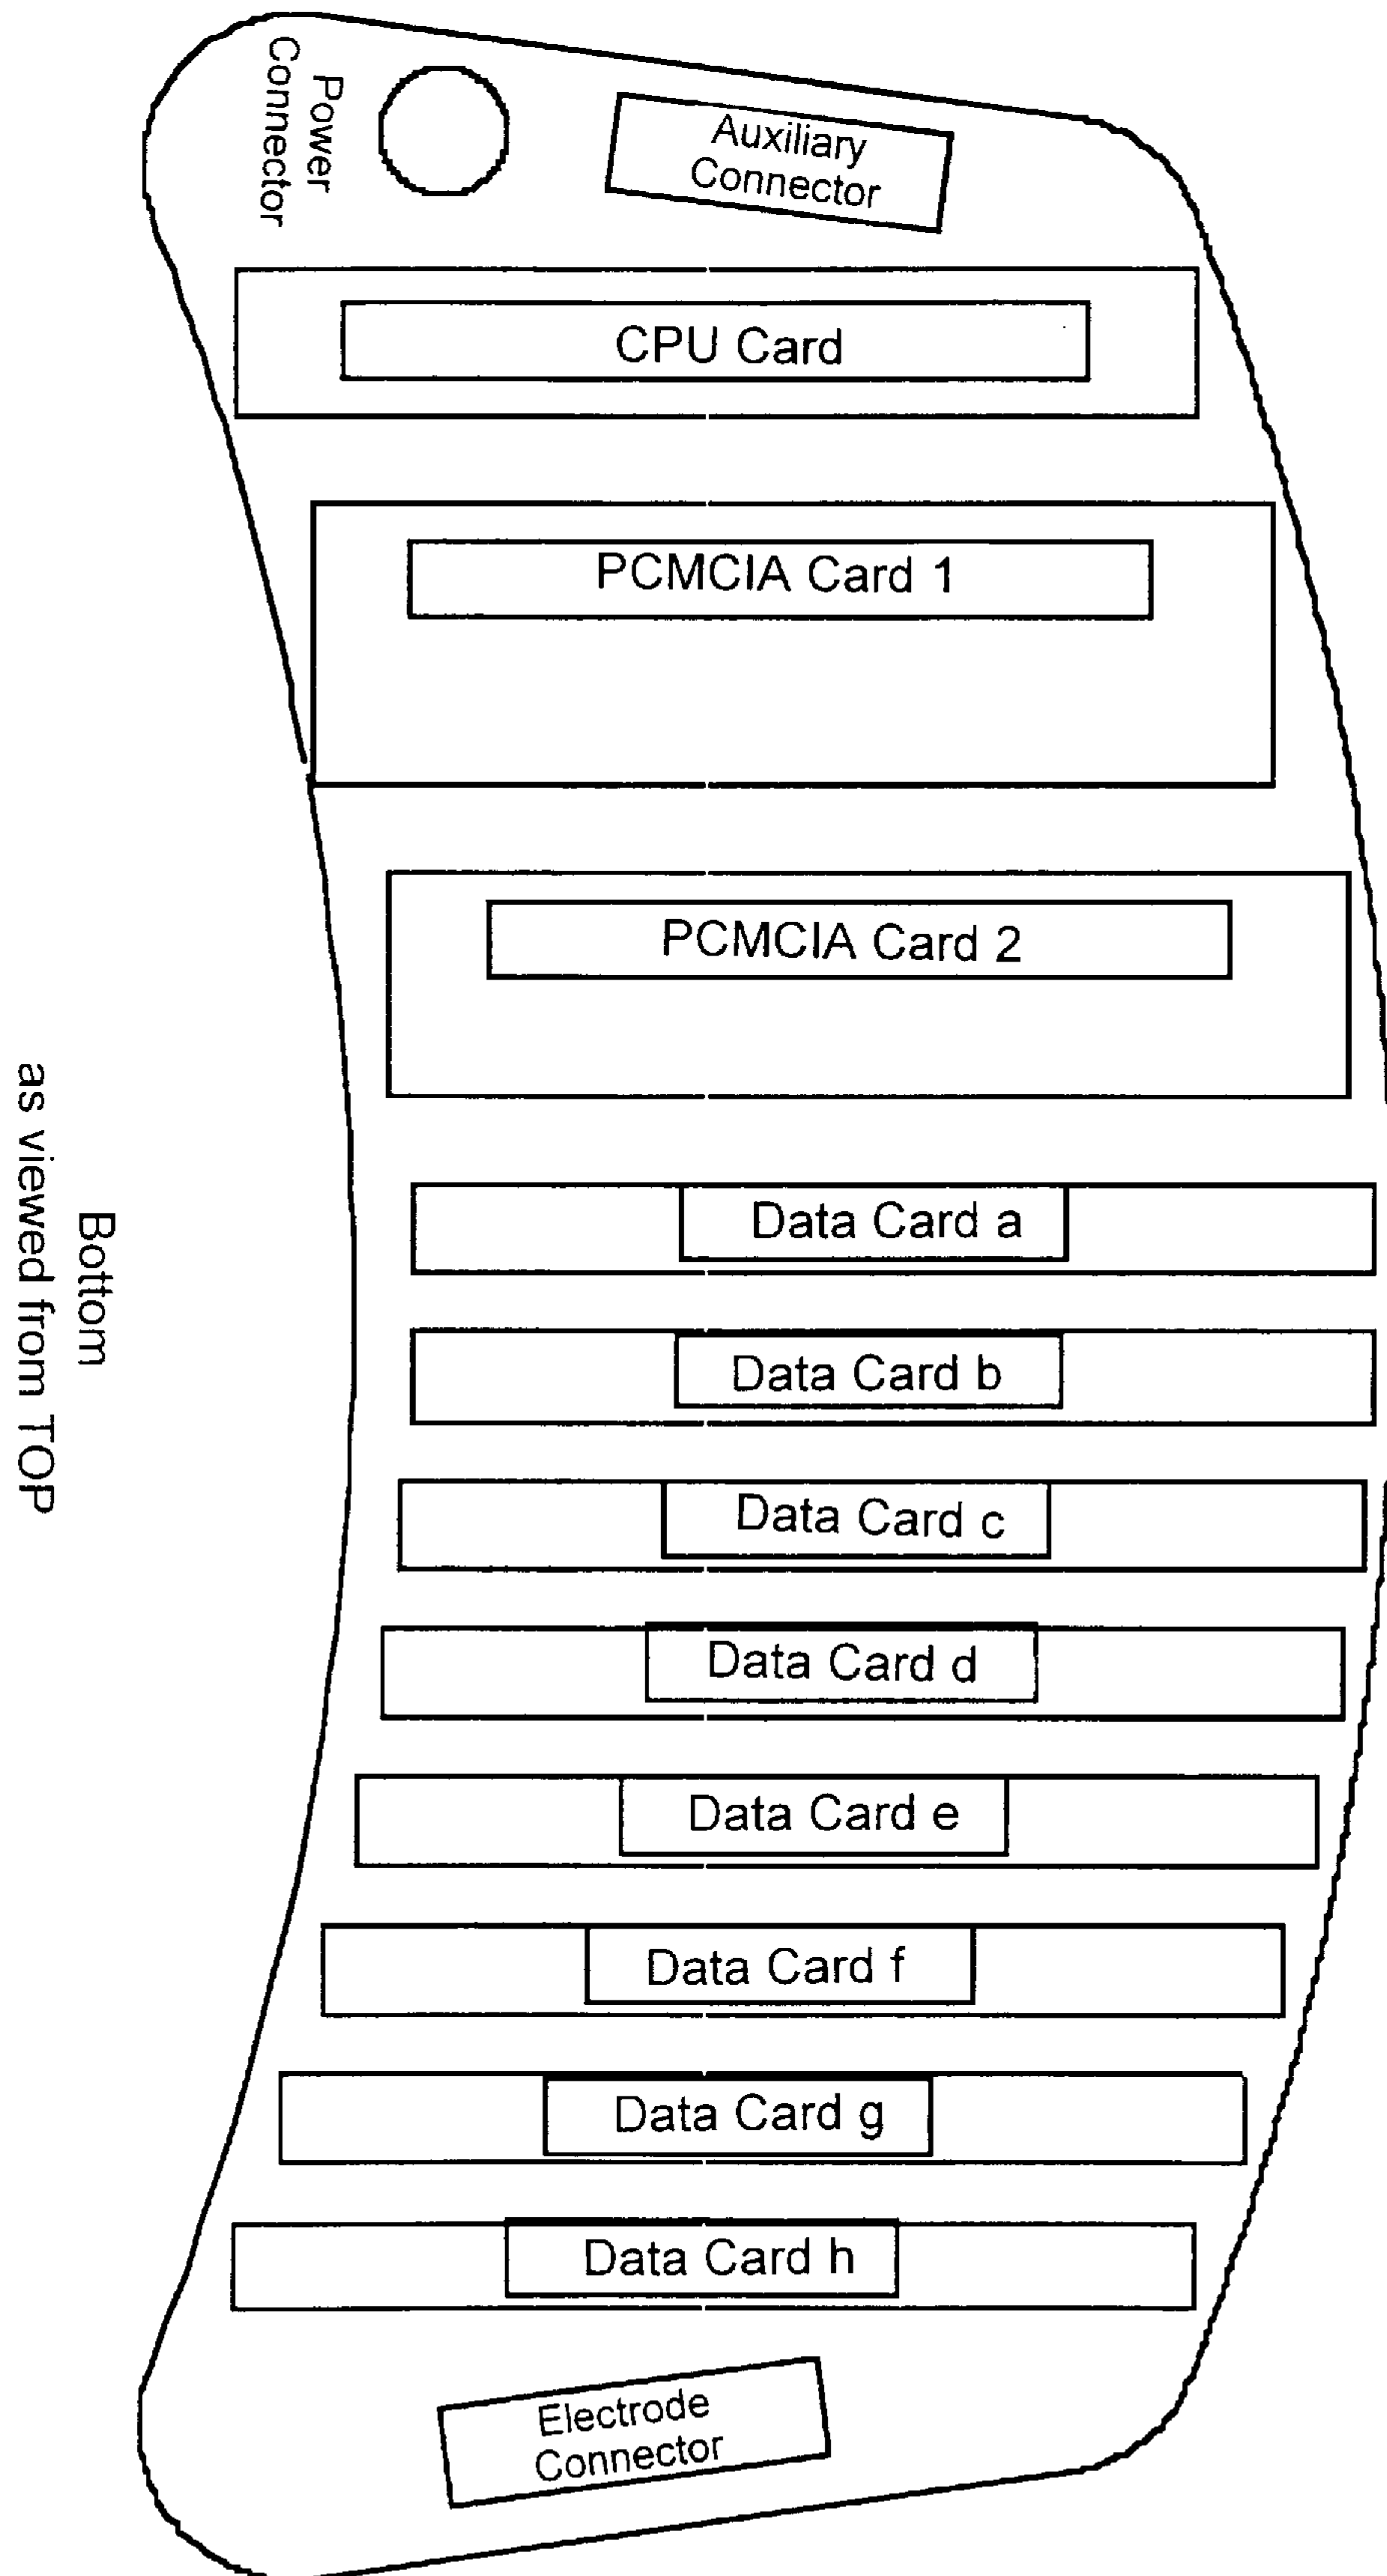 Power
Connector
Auxiliary
Connector
CPU Card
PCMCIA Card 1
PCMCIA Card 2
Data Card a
Data Card b
Data Card c
Data Card d
Data Card e
Data Card f
Data Card g
Data Card h
Electrode
Connector
Bottom
as viewed from TOP